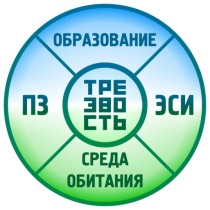 ОБРАЗОВАНИЕ
ПЗ
ТРЕ
ЗВО
СТЬ
ЭСИ
СРЕДА
ОБИТАНИЯ